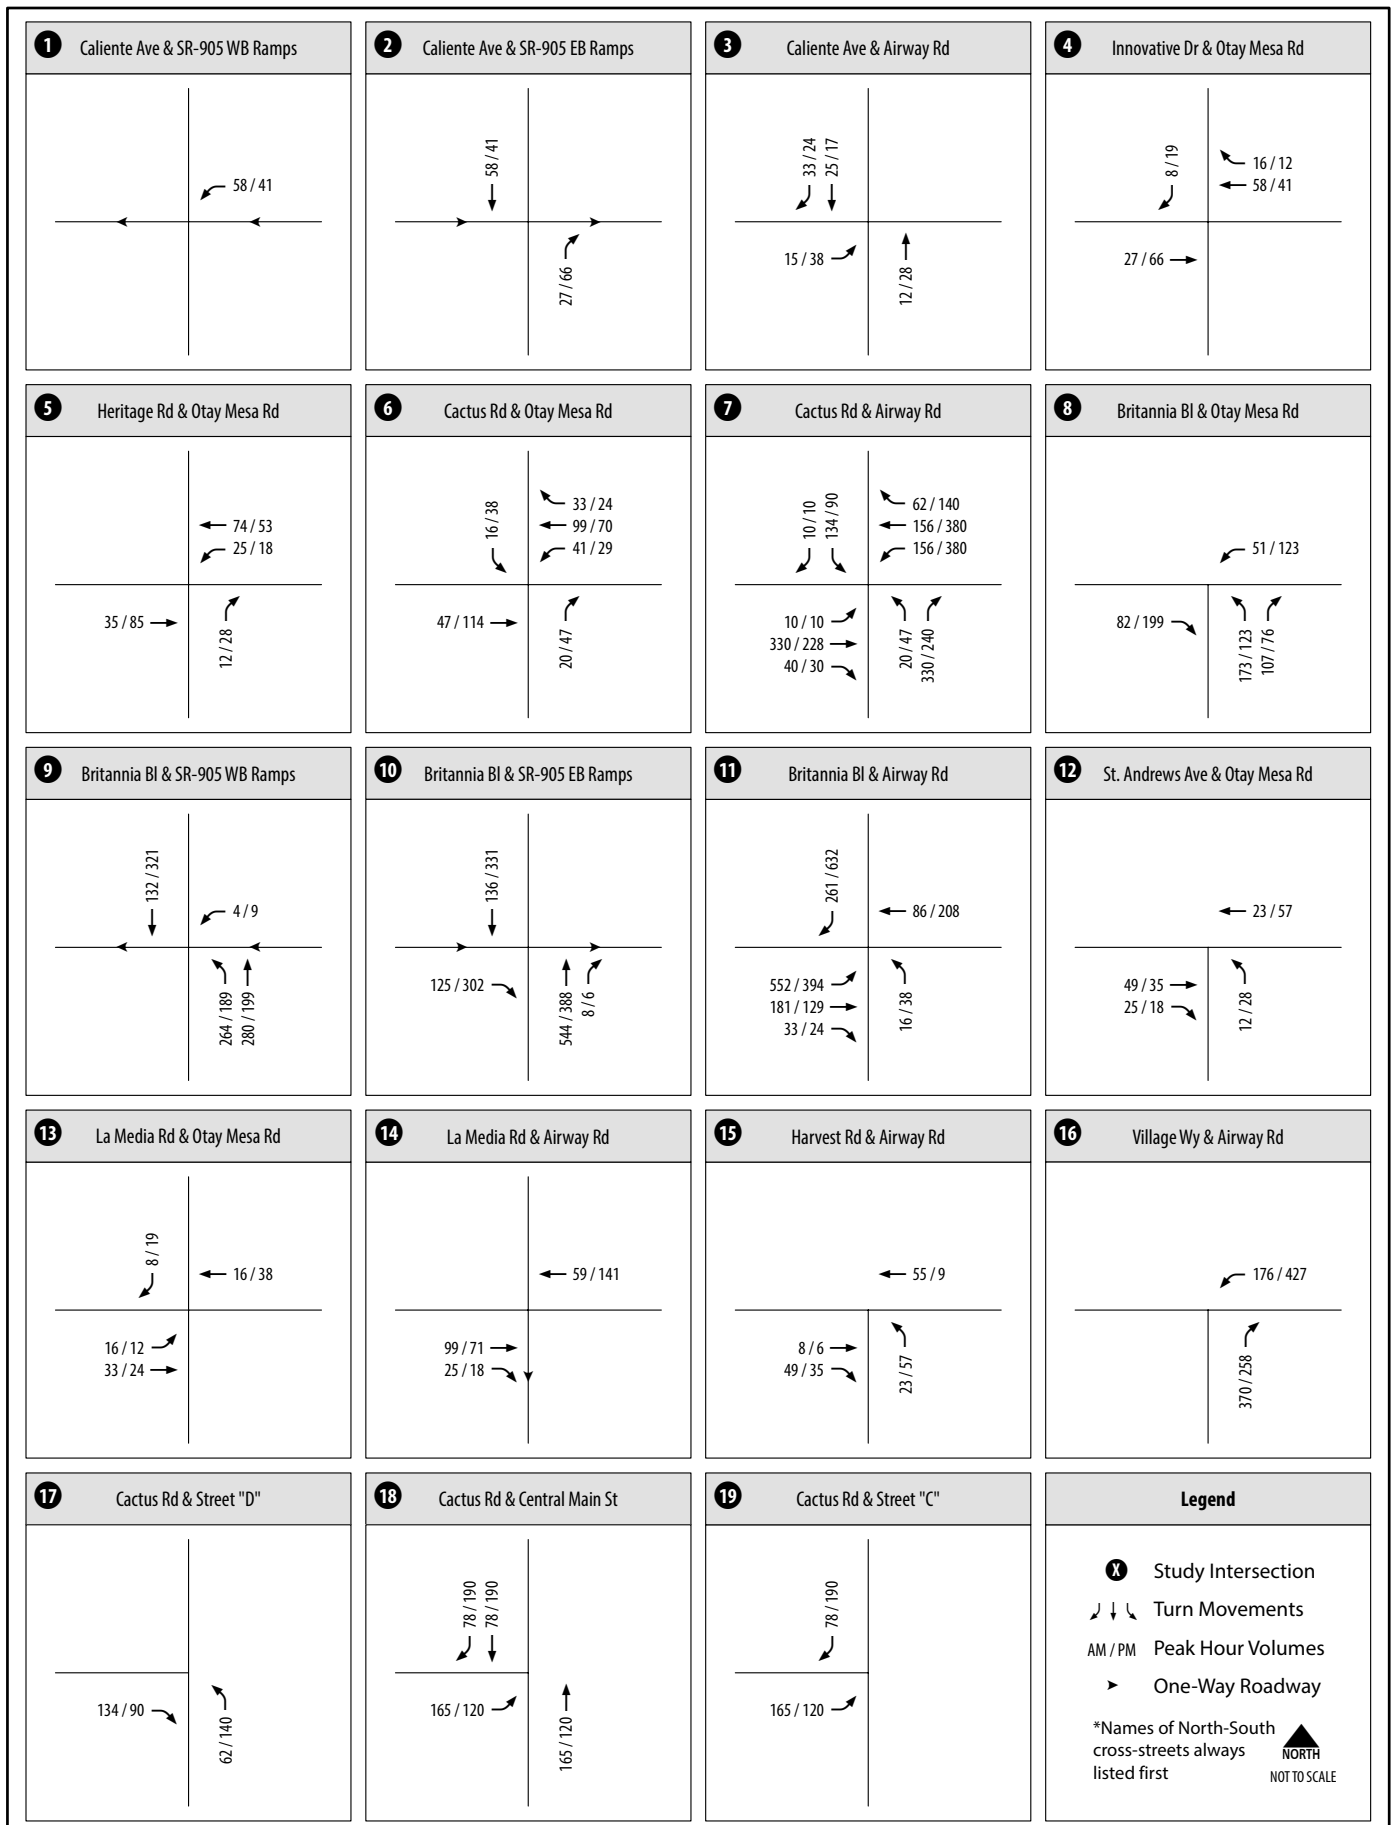 1 Caliente Ave & SR-905 WB Ramps
58 / 41
2 Caliente Ave & SR-905 EB Ramps
58 / 41
27 / 66
3 Caliente Ave & Airway Rd
33 / 24
25 / 17
15 / 38
12 / 28
4 Innovative Dr & Otay Mesa Rd
8 / 19
16 / 12
58 / 41
27 / 66
5 Heritage Rd & Otay Mesa Rd
74 / 53
25 / 18
35 / 85
12 / 28
6 Cactus Rd & Otay Mesa Rd
16 / 38
33 / 24
99 / 70
41 / 29
47 / 114
20 / 47
7 Cactus Rd & Airway Rd
10 / 10
134 / 90
62 / 140
156 / 380
156 / 380
10 / 10
330 / 228
40 / 30
20 / 47
330 / 240
8 Britannia Bl & Otay Mesa Rd
51 / 123
82 / 199
173 / 123
107 / 76
9 Britannia Bl & SR-905 WB Ramps
132 / 321
4 / 9
264 / 189
280 / 199
10 Britannia Bl & SR-905 EB Ramps
136 / 331
125 / 302
544 / 388
8 / 6
11 Britannia Bl & Airway Rd
261 / 632
86 / 208
552 / 394
181 / 129
33 / 24
16 / 38
12 St. Andrews Ave & Otay Mesa Rd
23 / 57
49 / 35
25 / 18
12 / 28
13 La Media Rd & Otay Mesa Rd
8 / 19
16 / 38
16 / 12
33 / 24
14 La Media Rd & Airway Rd
59 / 141
99 / 71
25 / 18
15 Harvest Rd & Airway Rd
55 / 9
8 / 6
49 / 35
23 / 57
16 Village Wy & Airway Rd
176 / 427
370 / 258
17 Cactus Rd & Street "D"
134 / 90
62 / 140
18 Cactus Rd & Central Main St
78 / 190
78 / 190
165 / 120
165 / 120
19 Cactus Rd & Street "C"
78 / 190
165 / 120
Legend
X Study Intersection
Turn Movements
AM / PM Peak Hour Volumes
One-Way Roadway
*Names of North-South
cross-streets always
listed first
NORTH
NOT TO SCALE